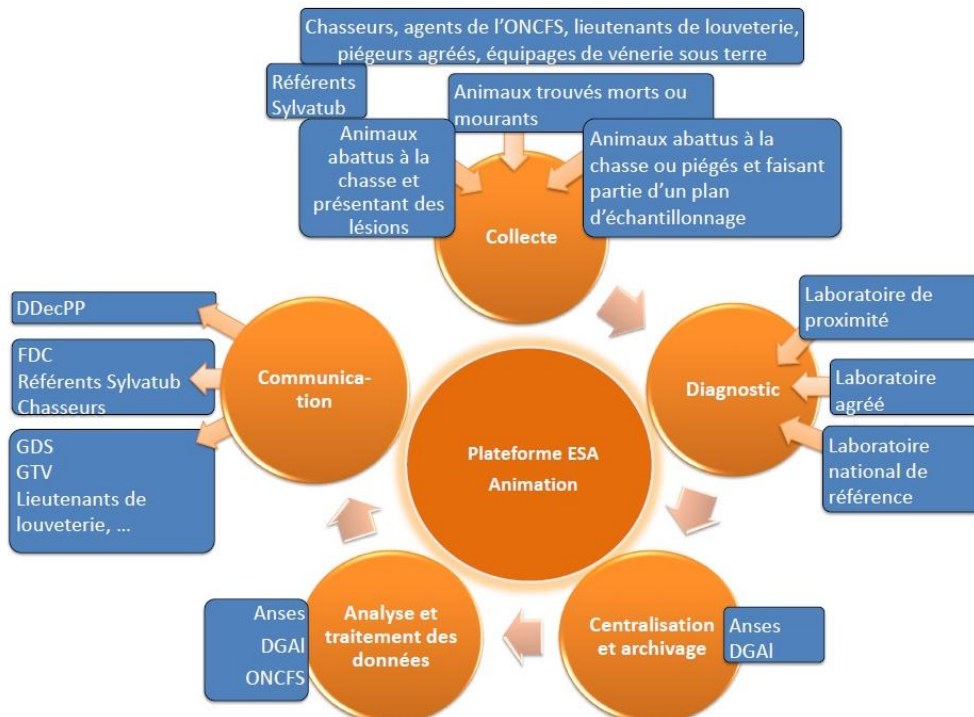 Chasseurs, agents de l'ONCFS, lieutenants de louveterie,
piégeurs agréés, équipages de vénerie sous terre
Référents
Sylvatub
Animaux trouvés morts ou
mourants
Animaux
abattus à la
chasse et
présentant des
lésions
Animaux abattus à la
chasse ou piégés et faisant
partie d'un plan
d'échantillonnage
Collecte
Laboratoire de
proximité
Laboratoire
agréé
Laboratoire
national de
référence
Diagnostic
Plateforme ESA
Animation
Centralisation
et archivage
Anses
DGAl
Analyse et
traitement des
données
Anses
DGAl
ONCFS
Communica-
tion
DDecPP
FDC
Référents Sylvatub
Chasseurs
GDS
GTV
Lieutenants de
louveterie, ...